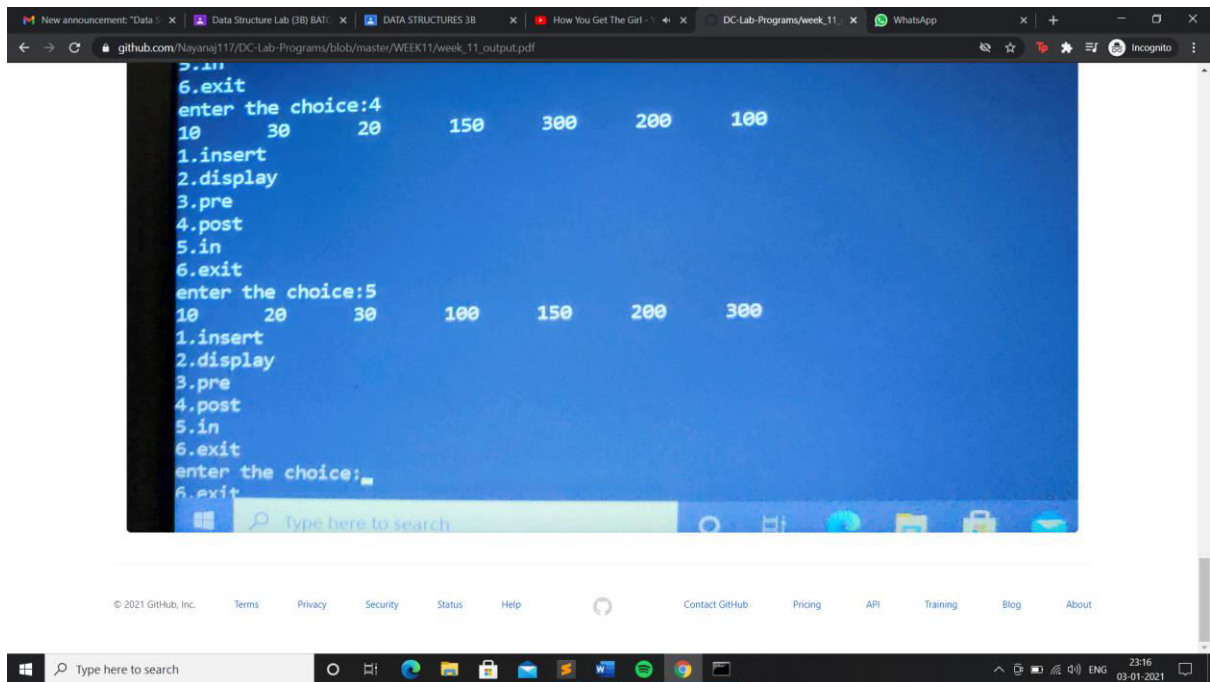 New announcement: "Data S
Data Structure Lab (3B) BATC
DATA STRUCTURES 3B
How You Get The Girl - Y
DC-Lab-Programs/week_11_
WhatsApp
github.com/Nayanaj117/DC-Lab-Programs/blob/master/WEEK11/week_11_output.pdf
Incognito
5.in
6.exit
enter the choice:4
10 30 20 150 300 200 100
1.insert
2.display
3.pre
4.post
5.in
6.exit
enter the choice:5
10 20 30 100 150 200 300
1.insert
2.display
3.pre
4.post
5.in
6.exit
enter the choice:
6.exit
Type here to search
© 2021 GitHub, Inc. Terms Privacy Security Status Help Contact GitHub Pricing API Training Blog About
Type here to search
ENG
23:16
03-01-2021